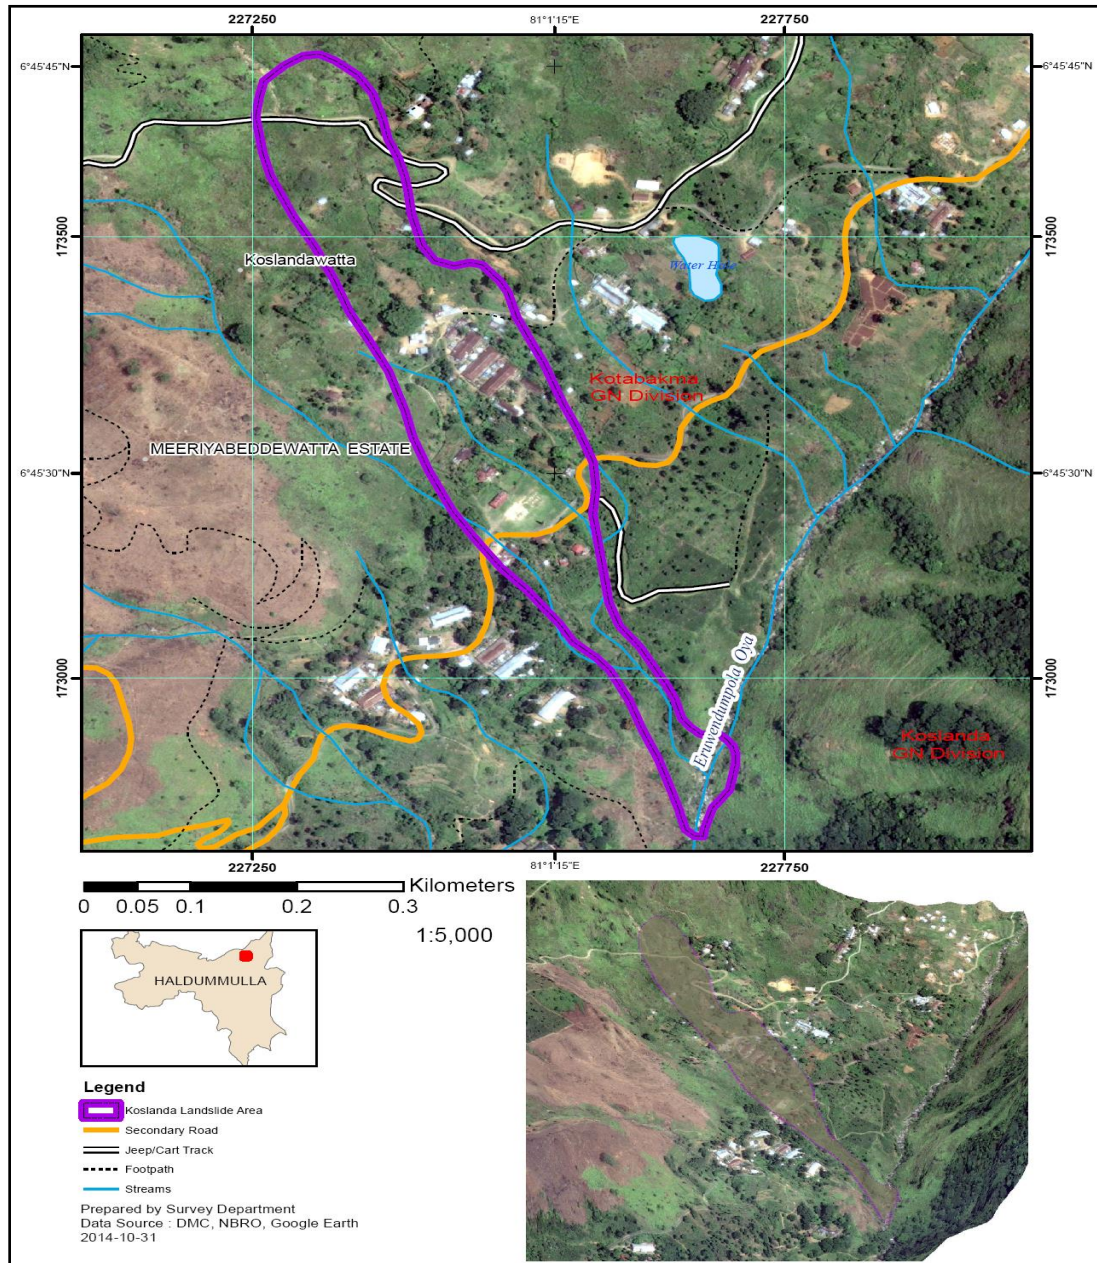 227250
81°1'15"E
227750
6°45'45"N
6°45'45"N
173500
173500
Koslandawatta
Water Hole
Kotabakma
GN Division
MEERIYABEDDEWATTA ESTATE
6°45'30"N
6°45'30"N
Eruwendumpola Oya
173000
173000
Koslanda
GN Division
227250
81°1'15"E
227750
Kilometers
0 0.05 0.1 0.2 0.3
1:5,000
HALDUMMULLA
Legend
Koslanda Landslide Area
Secondary Road
Jeep/Cart Track
Footpath
Streams
Prepared by Survey Department
Data Source : DMC, NBRO, Google Earth
2014-10-31